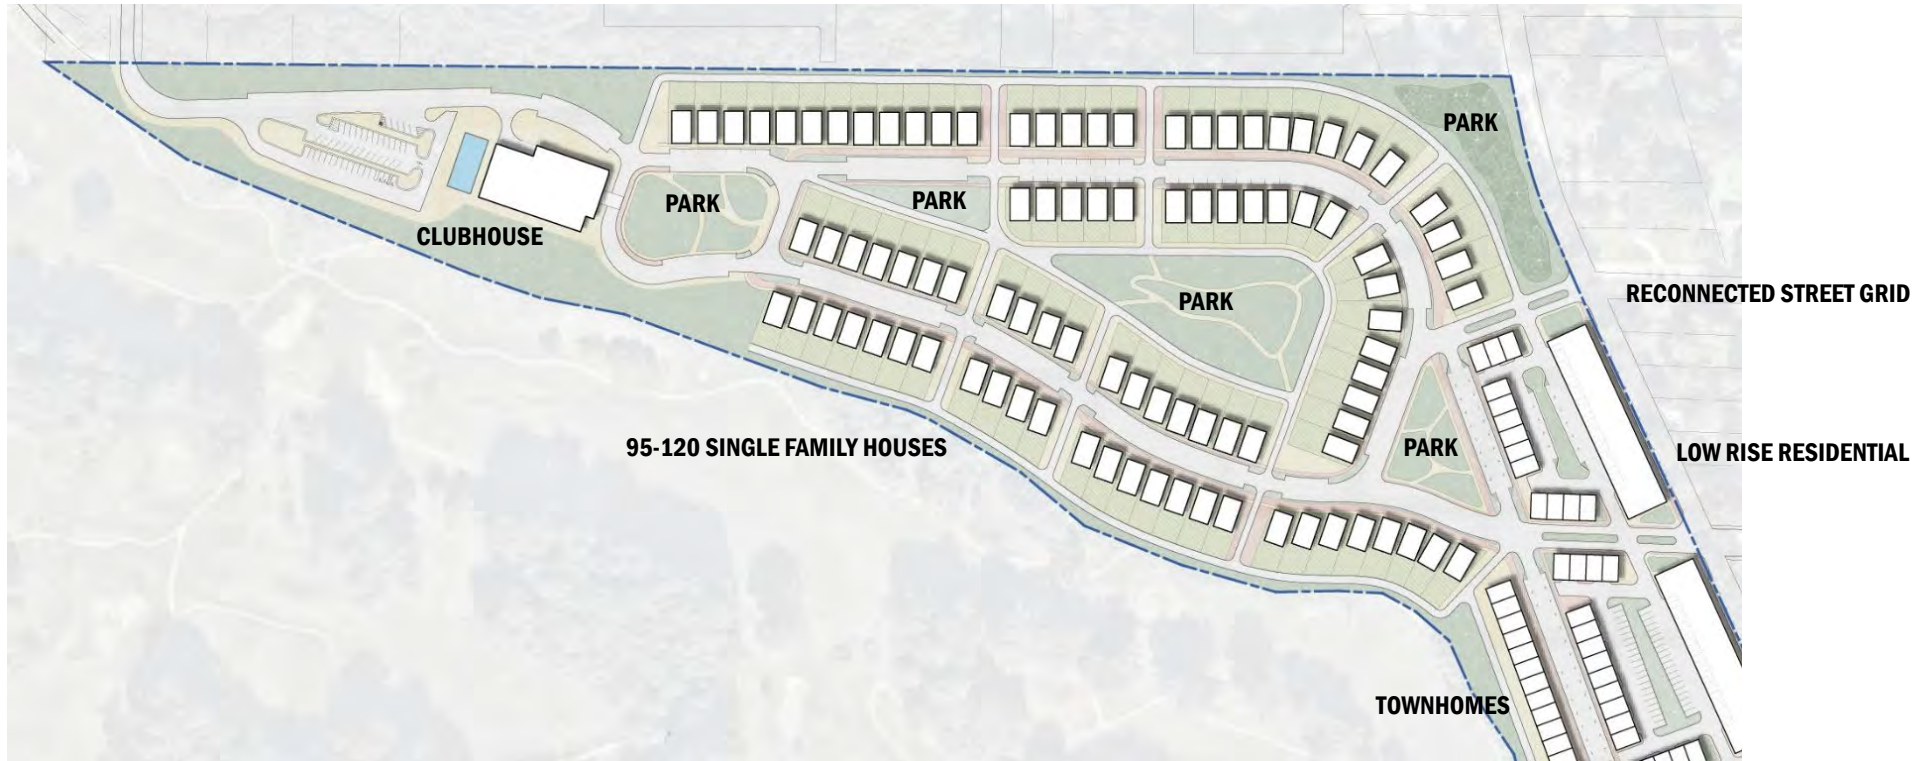 PARK
PARK
PARK
CLUBHOUSE
PARK
RECONNECTED STREET GRID
95-120 SINGLE FAMILY HOUSES
PARK
LOW RISE RESIDENTIAL
TOWNHOMES